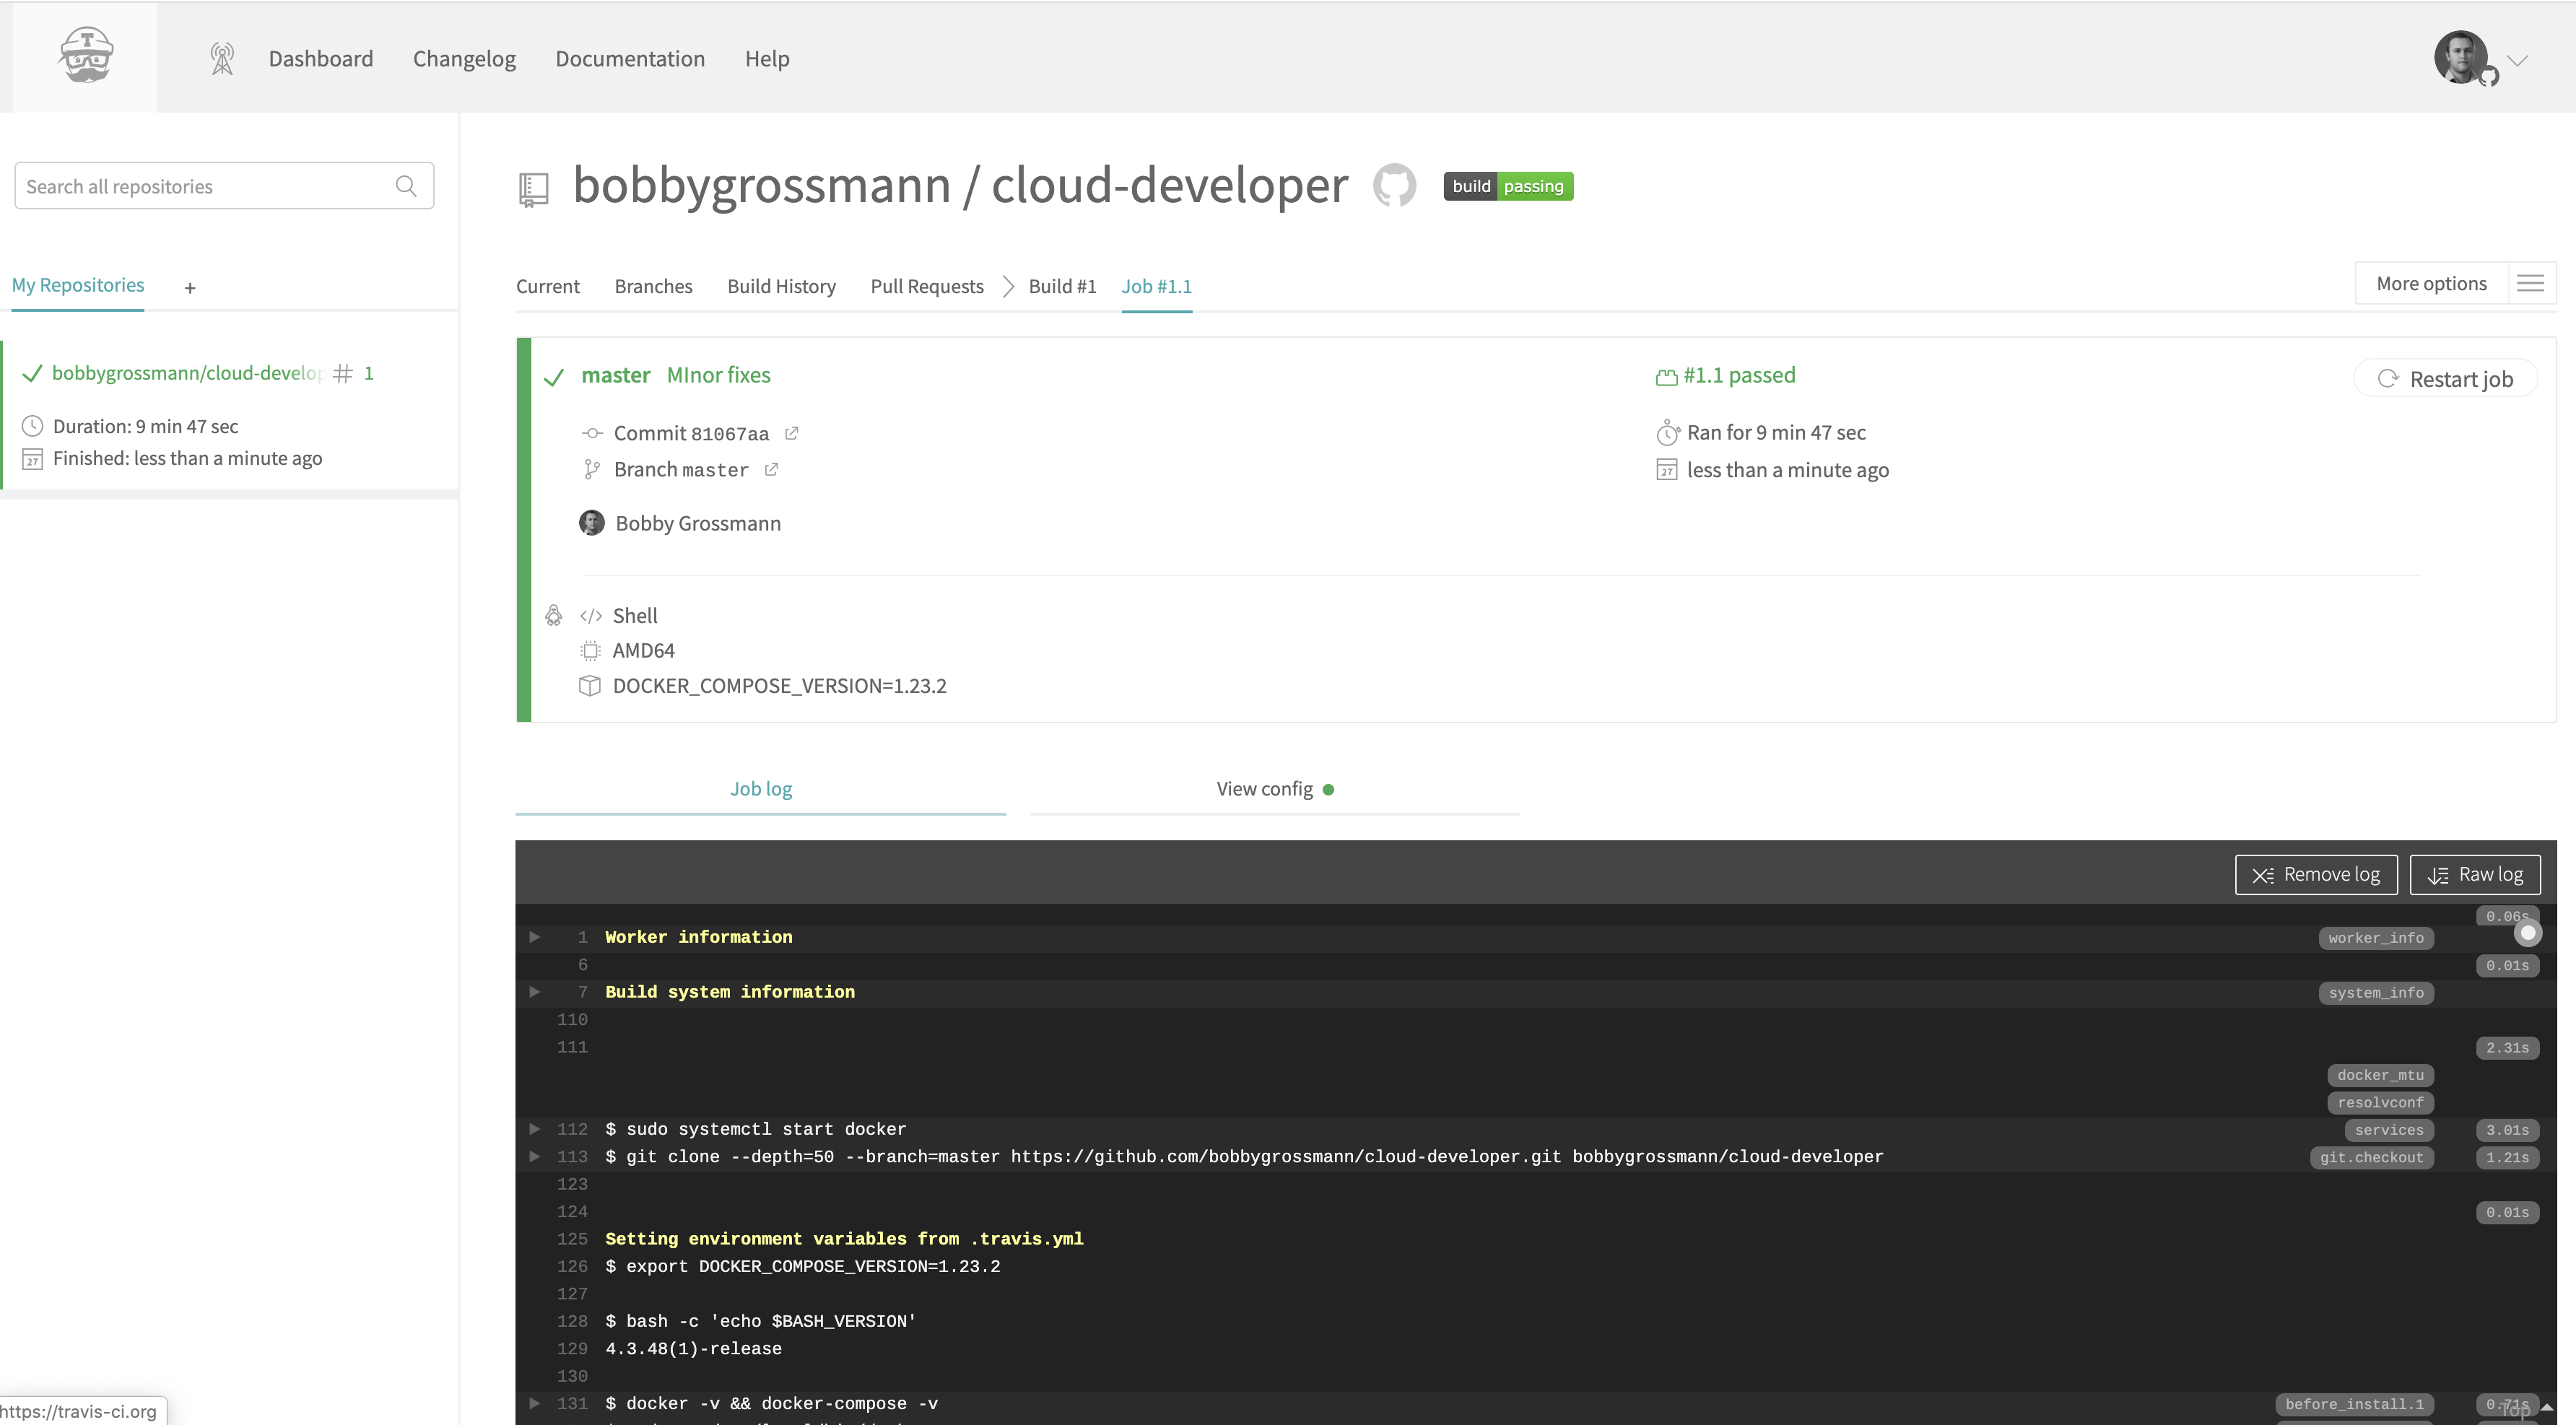 Dashboard Changelog Documentation Help
Search all repositories
My Repositories +
bobbygrossmann/cloud-develop # 1
Duration: 9 min 47 sec
Finished: less than a minute ago
bobbygrossmann / cloud-developer build passing
Current Branches Build History Pull Requests Build #1 Job #1.1 More options
master MInor fixes
Commit 81067aa
Branch master
Bobby Grossmann
#1.1 passed
Ran for 9 min 47 sec
less than a minute ago
Restart job
Shell
AMD64
DOCKER_COMPOSE_VERSION=1.23.2
Job log View config
Remove log Raw log
0.06s
1 Worker information worker_info
6 0.01s
7 Build system information system_info
110
111 2.31s
docker_mtu
resolvconf
112 $ sudo systemctl start docker services 3.01s
113 $ git clone --depth=50 --branch=master https://github.com/bobbygrossmann/cloud-developer.git bobbygrossmann/cloud-developer git.checkout 1.21s
123
124 0.01s
125 Setting environment variables from .travis.yml
126 $ export DOCKER_COMPOSE_VERSION=1.23.2
127
128 $ bash -c 'echo $BASH_VERSION'
129 4.3.48(1)-release
130
131 $ docker -v && docker-compose -v before_install.1 0.71s
Top
https://travis-ci.org